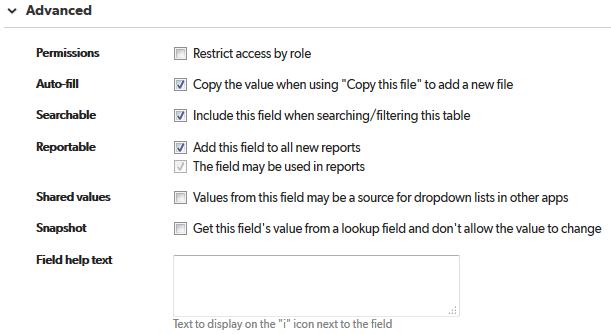 Advanced
Permissions Restrict access by role
Auto-fill Copy the value when using "Copy this file" to add a new file
Searchable Include this field when searching/filtering this table
Reportable Add this field to all new reports
The field may be used in reports
Shared values Values from this field may be a source for dropdown lists in other apps
Snapshot Get this field's value from a lookup field and don't allow the value to change
Field help text
Text to display on the "i" icon next to the field